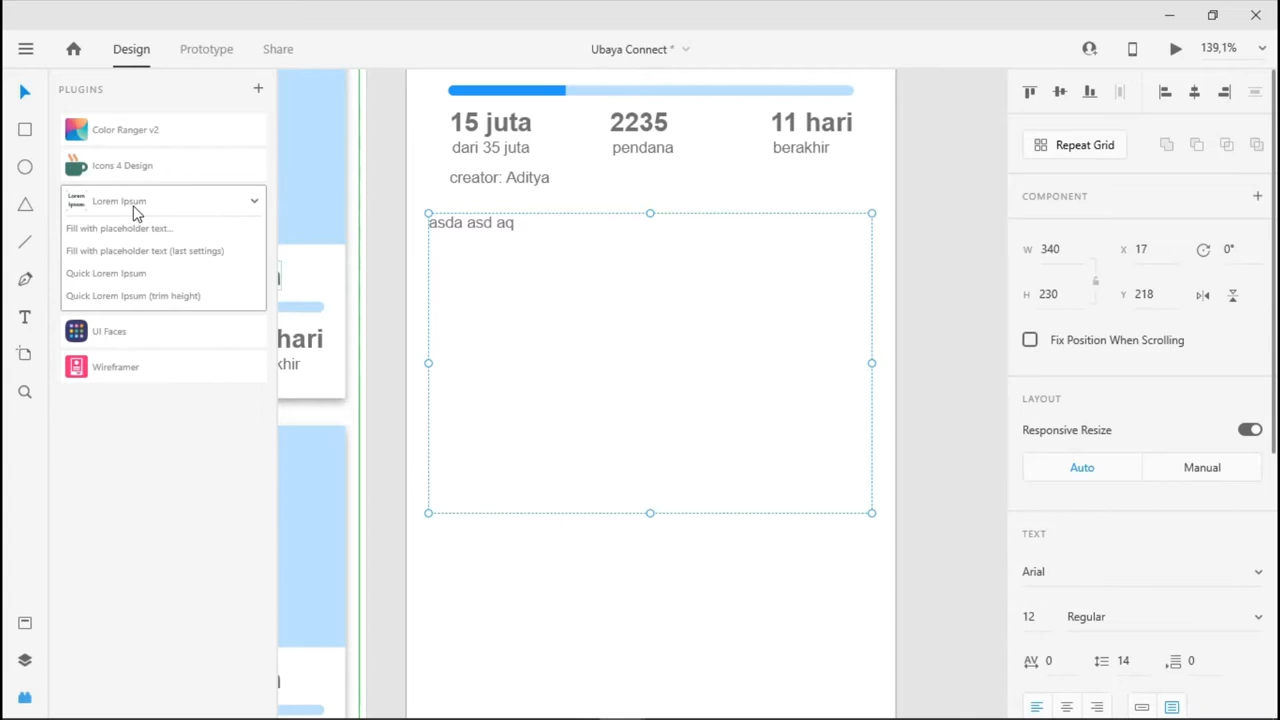 Design
Prototype
Share
Ubaya Connect *
139,1%
PLUGINS
Color Ranger v2
Icons 4 Design
Lorem Ipsum
Lorem Ipsum
Fill with placeholder text...
Fill with placeholder text (last settings)
Quick Lorem Ipsum
Quick Lorem Ipsum (trim height)
UI Faces
Wireframer
hari
khir
15 juta
dari 35 juta
2235
pendana
11 hari
berakhir
creator: Aditya
asda asd aq
Repeat Grid
COMPONENT
W 340
X 17
0°
H 230
Y 218
Fix Position When Scrolling
LAYOUT
Responsive Resize
Auto
Manual
TEXT
Arial
12
Regular
AV 0
14
0
T